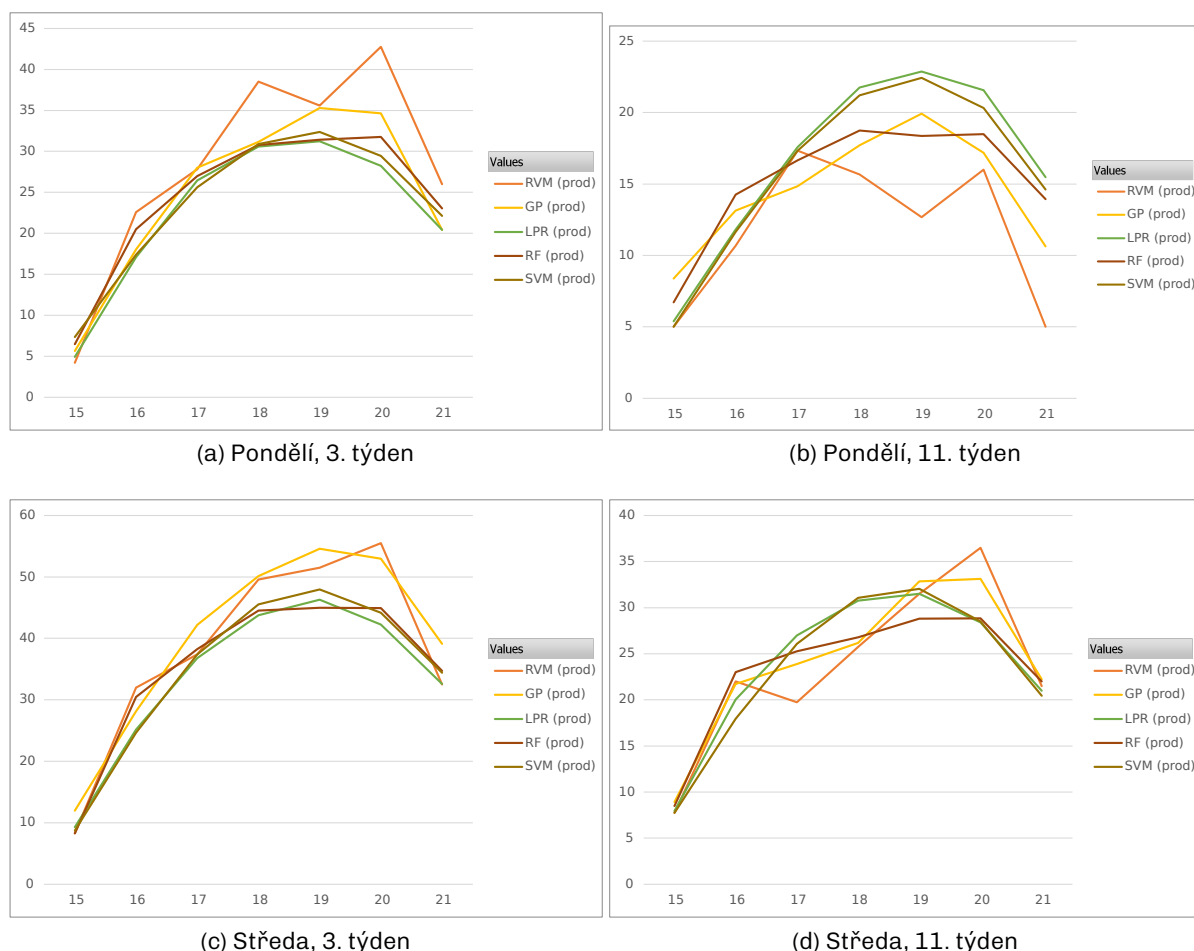 45
40
35
30
25
20
15
10
5
0
15 16 17 18 19 20 21
Values
RVM (prod)
GP (prod)
LPR (prod)
RF (prod)
SVM (prod)
(a) Pondělí, 3. týden
25
20
15
10
5
0
15 16 17 18 19 20 21
Values
RVM (prod)
GP (prod)
LPR (prod)
RF (prod)
SVM (prod)
(b) Pondělí, 11. týden
60
50
40
30
20
10
0
15 16 17 18 19 20 21
Values
RVM (prod)
GP (prod)
LPR (prod)
RF (prod)
SVM (prod)
(c) Středa, 3. týden
40
35
30
25
20
15
10
5
0
15 16 17 18 19 20 21
Values
RVM (prod)
GP (prod)
LPR (prod)
RF (prod)
SVM (prod)
(d) Středa, 11. týden